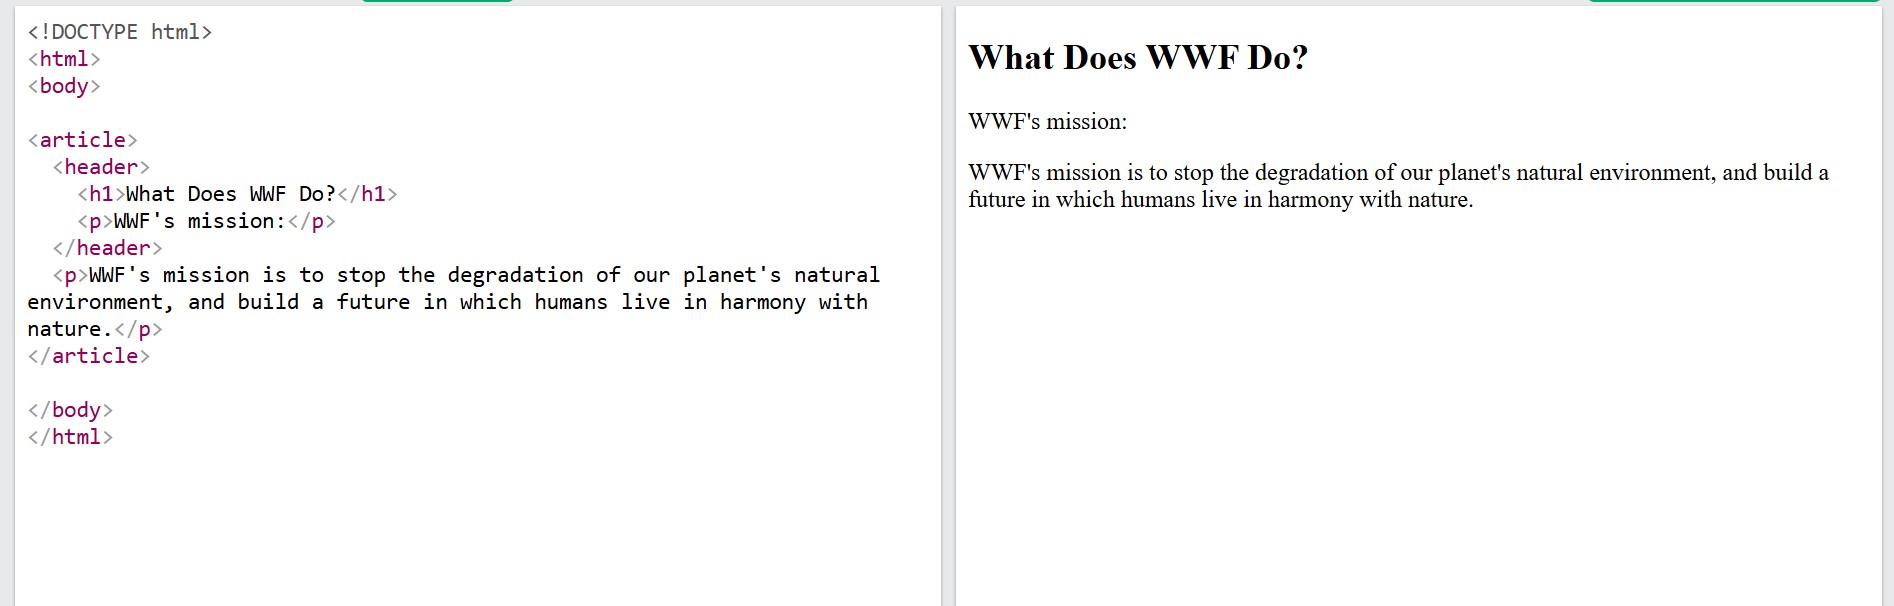 <!DOCTYPE html>
<html>
<body>
<article>
<header>
<h1>What Does WWF Do?</h1>
<p>WWF's mission:</p>
</header>
<p>WWF's mission is to stop the degradation of our planet's natural
environment, and build a future in which humans live in harmony with
nature.</p>
</article>
</body>
</html>
What Does WWF Do?
WWF's mission:
WWF's mission is to stop the degradation of our planet's natural environment, and build a
future in which humans live in harmony with nature.